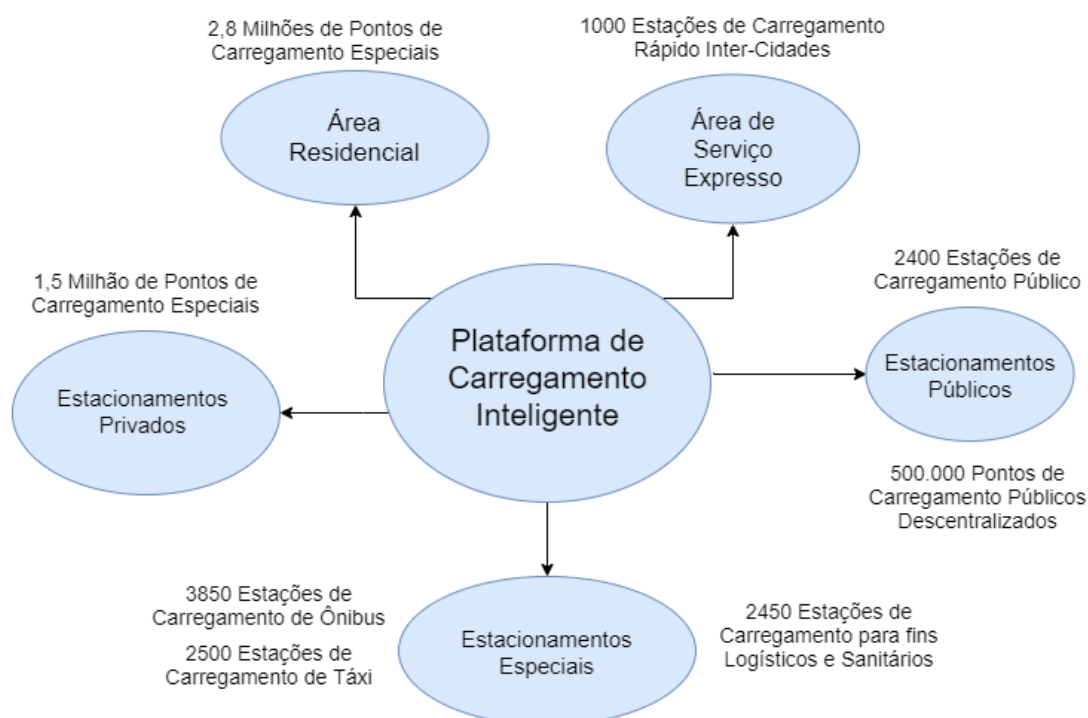 2,8 Milhões de Pontos de
Carregamento Especiais
1000 Estações de Carregamento
Rápido Inter-Cidades
Área
Residencial
Área de
Serviço
Expresso
1,5 Milhão de Pontos de
Carregamento Especiais
2400 Estações de
Carregamento Público
Plataforma de
Carregamento
Inteligente
Estacionamentos
Privados
Estacionamentos
Públicos
500.000 Pontos de
Carregamento Públicos
Descentralizados
3850 Estações de
Carregamento de Ônibus
2500 Estações de
Carregamento de Táxi
Estacionamentos
Especiais
2450 Estações de
Carregamento para fins
Logísticos e Sanitários